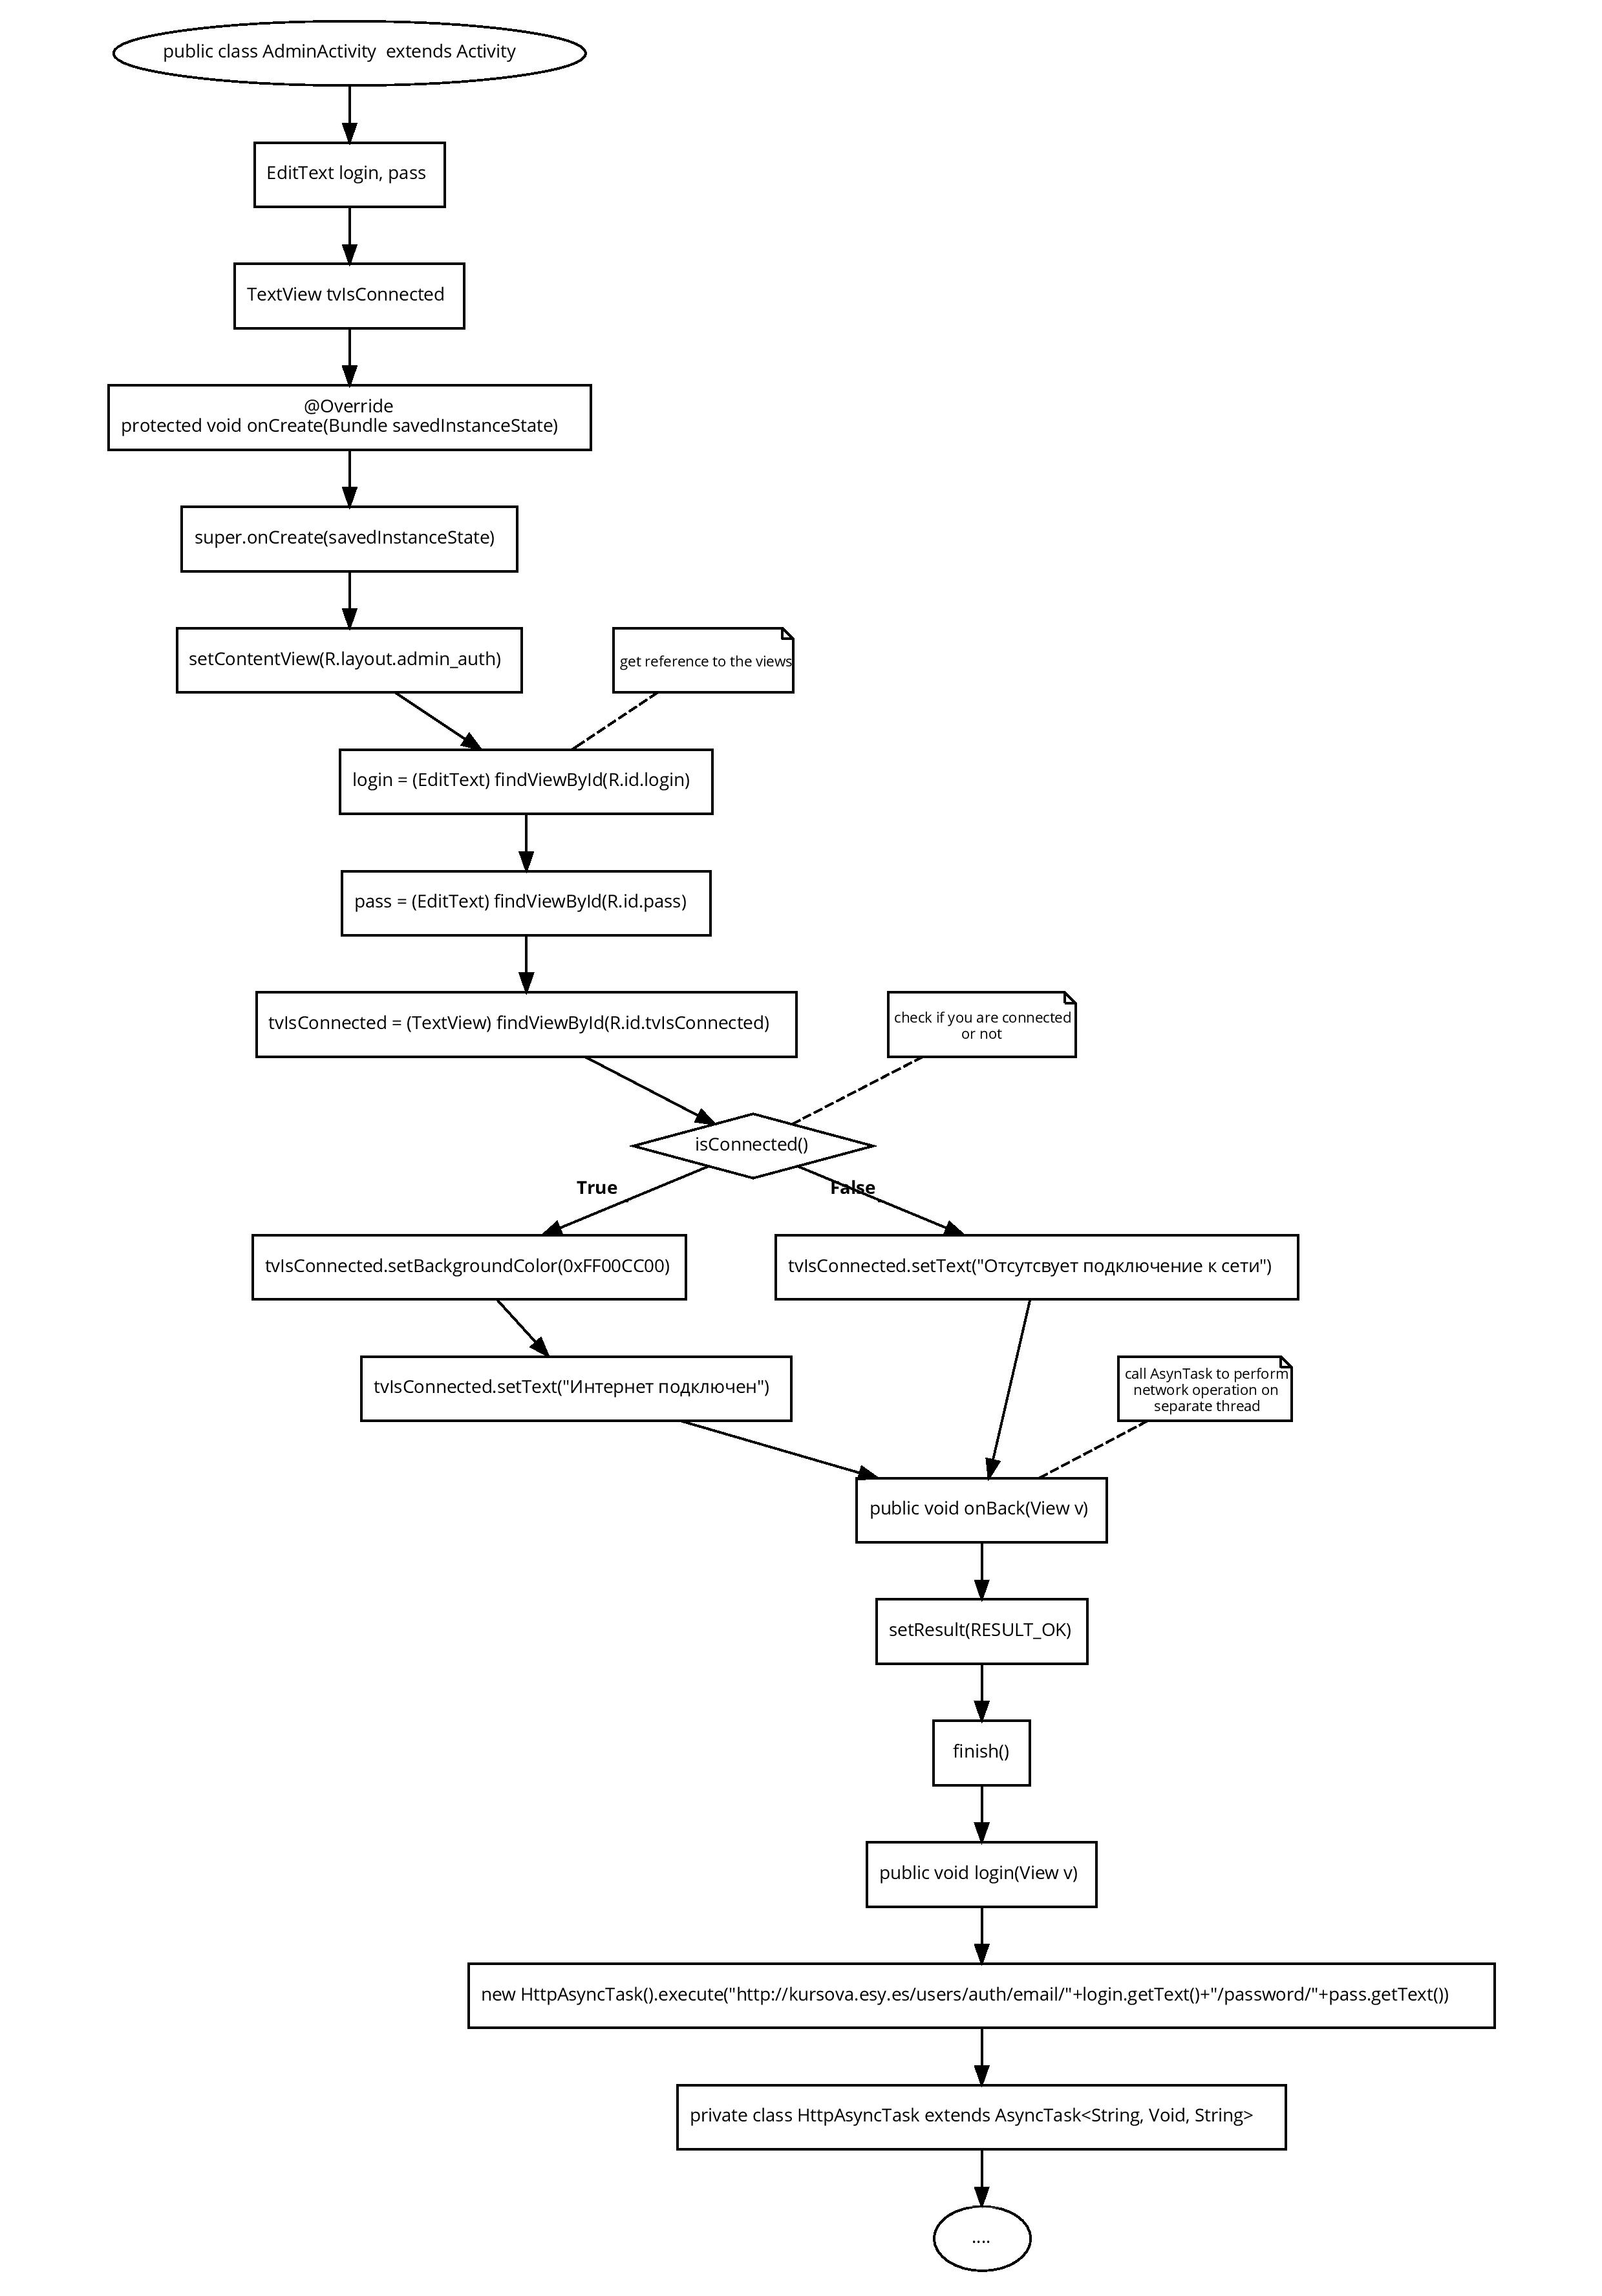 public class AdminActivity  extends Activity
EditText login, pass
TextView tvIsConnected
@Override
protected void onCreate(Bundle savedInstanceState)
super.onCreate(savedInstanceState)
setContentView(R.layout.admin_auth)
get reference to the views
login = (EditText) findViewById(R.id.login)
pass = (EditText) findViewById(R.id.pass)
tvIsConnected = (TextView) findViewById(R.id.tvIsConnected)
check if you are connected
or not
isConnected()
True
False
tvIsConnected.setBackgroundColor(0xFF00CC00)
tvIsConnected.setText("Отсутсвует подключение к сети")
tvIsConnected.setText("Интернет подключен")
call AsynTask to perform
network operation on
separate thread
public void onBack(View v)
setResult(RESULT_OK)
finish()
public void login(View v)
new HttpAsyncTask().execute("http://kursova.esy.es/users/auth/email/"+login.getText()+"/password/"+pass.getText())
private class HttpAsyncTask extends AsyncTask<String, Void, String>
....